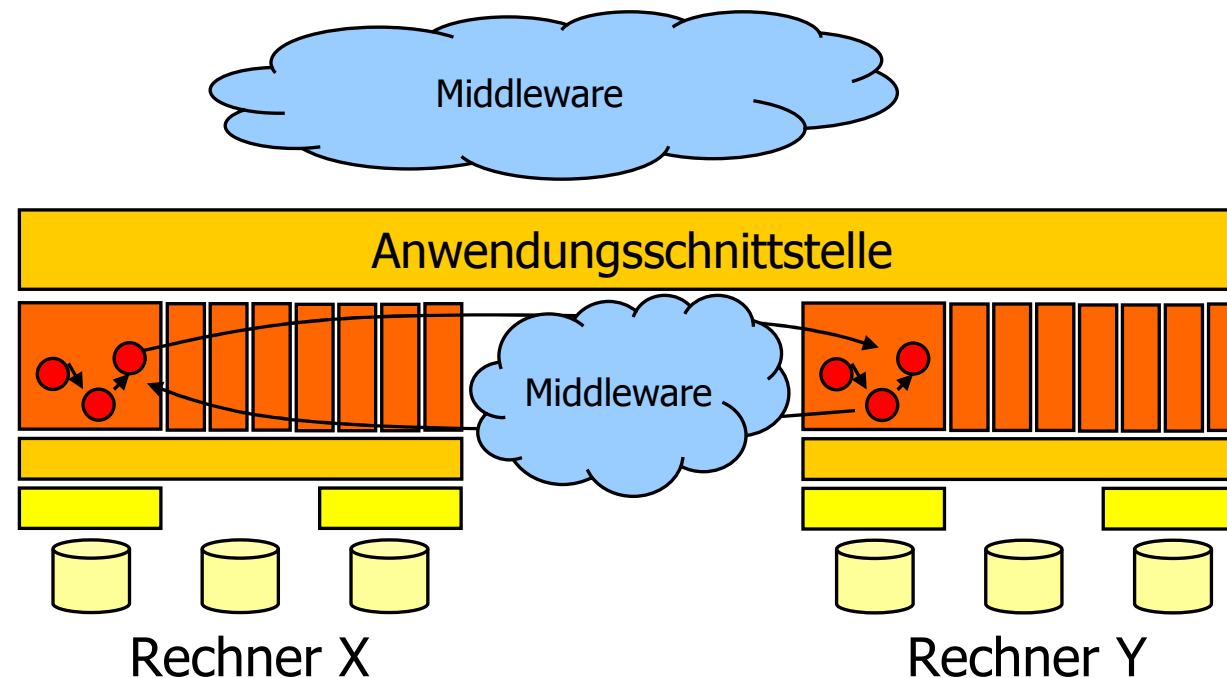 Middleware
Anwendungsschnittstelle
Middleware
Rechner X
Rechner Y